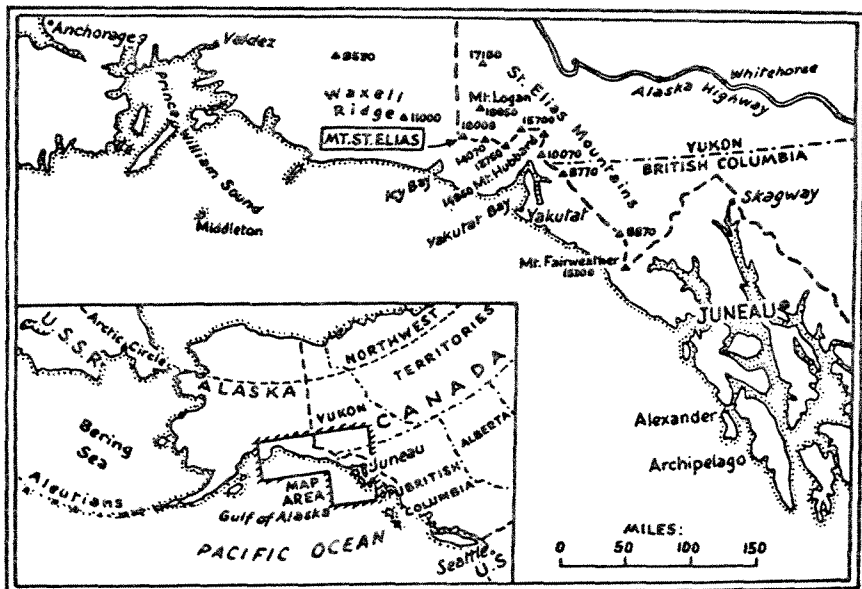 Anchorage
Valdez
Prince William Sound
Middleton
8530
Waxell
Ridge
11000
MT. ST. ELIAS
18008
17150
Mt. Logan
19850
St. Elias Mountains
15700
14070
Mt. Hubbard
10070
8770
Whitehorse
Alaska Highway
YUKON
BRITISH COLUMBIA
Skagway
Icy Bay
Yakutat Bay
Yakutat
Mt. Fairweather
15300
JUNEAU
Alexander
Archipelago
MILES:
0 50 100 150
U.S.S.R.
Arctic Circle
ALASKA
NORTHWEST
TERRITORIES
YUKON
CANADA
ALBERTA
Bering
Sea
Aleutians
MAP
AREA
Juneau
BRITISH
COLUMBIA
Gulf of Alaska
PACIFIC OCEAN
Seattle
U.S.